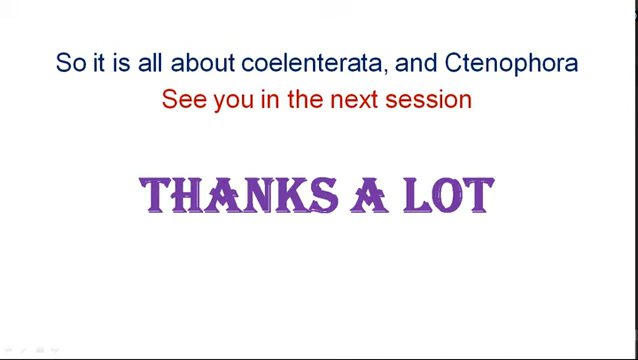 So it is all about coelenterata, and Ctenophora
See you in the next session
THANKS A LOT